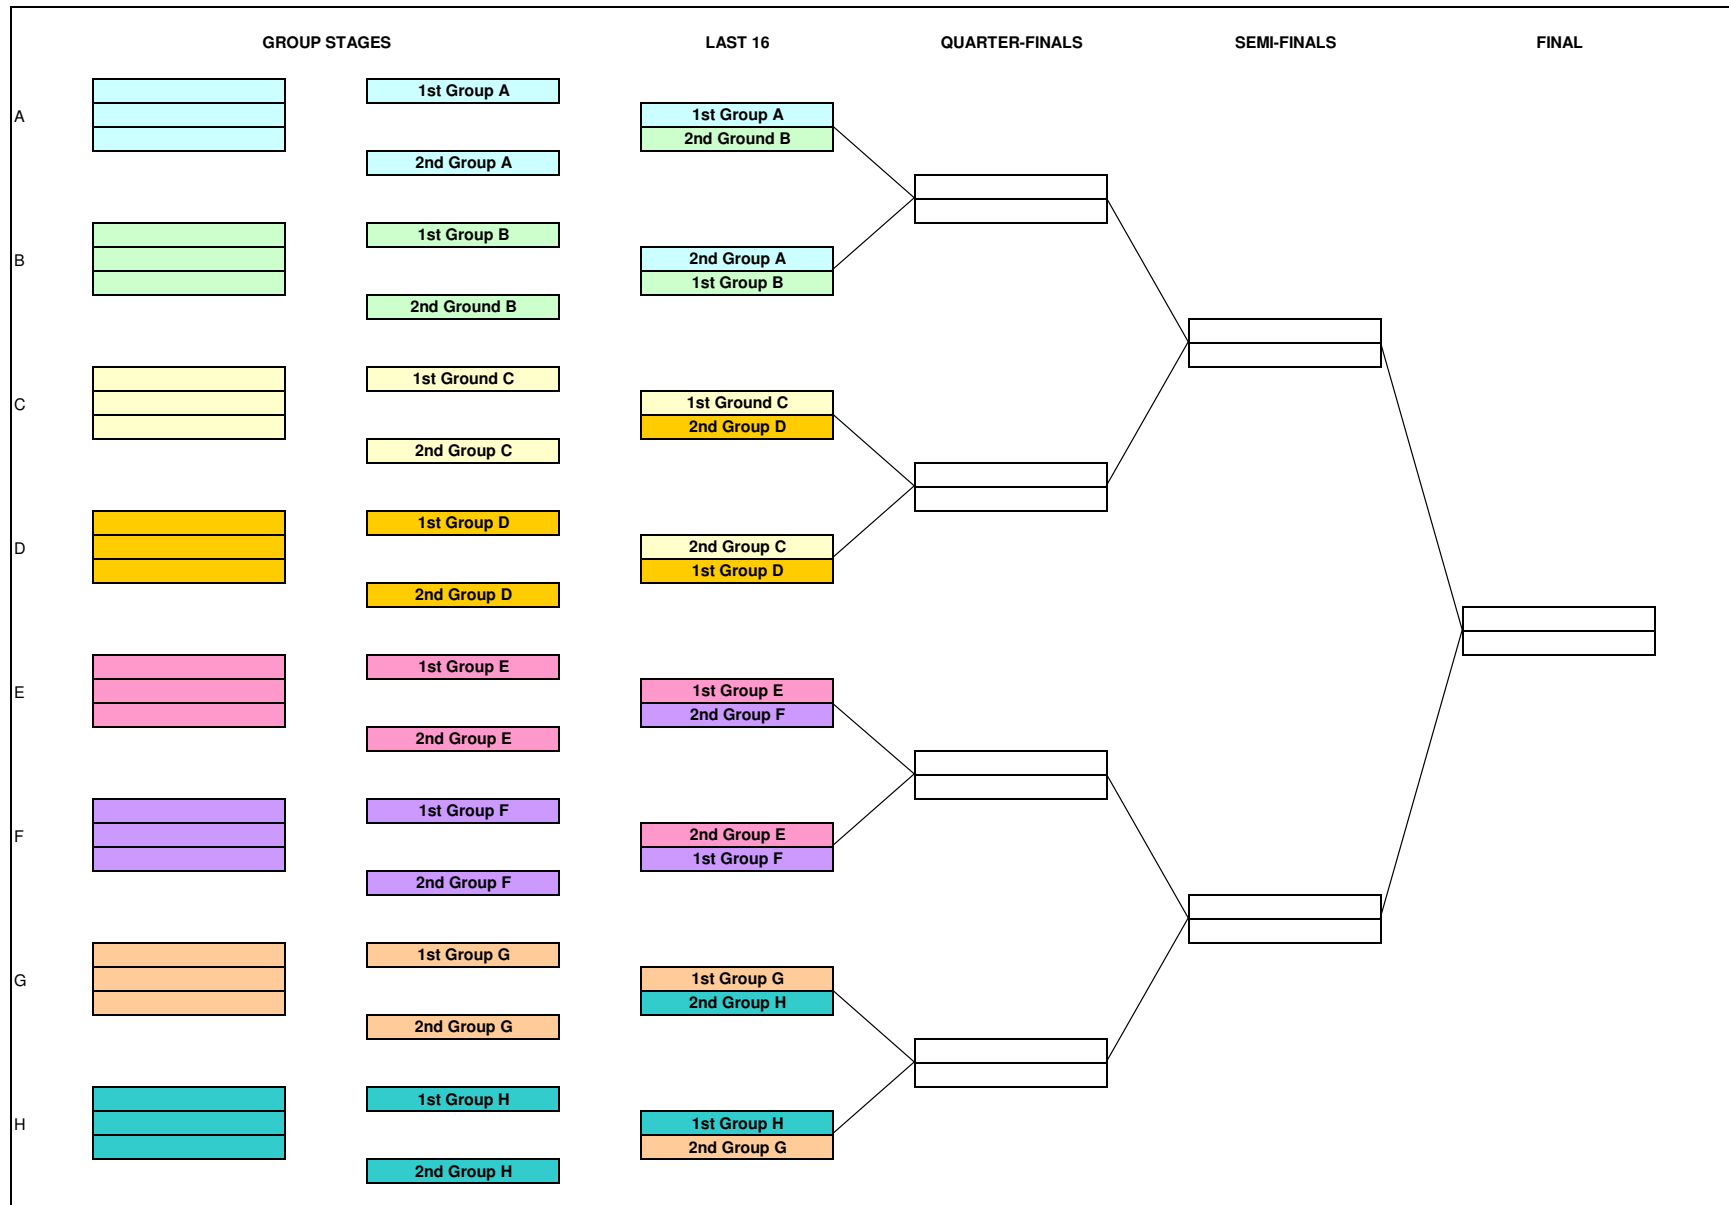 GROUP STAGES LAST 16 QUARTER-FINALS SEMI-FINALS FINAL
1st Group A
A 1st Group A
2nd Ground B
2nd Group A
1st Group B
B 2nd Group A
1st Group B
2nd Ground B
1st Ground C
C 1st Ground C
2nd Group D
2nd Group C
1st Group D
D 2nd Group C
1st Group D
2nd Group D
1st Group E
E 1st Group E
2nd Group F
2nd Group E
1st Group F
F 2nd Group E
1st Group F
2nd Group F
1st Group G
G 1st Group G
2nd Group H
2nd Group G
1st Group H
H 1st Group H
2nd Group G
2nd Group H